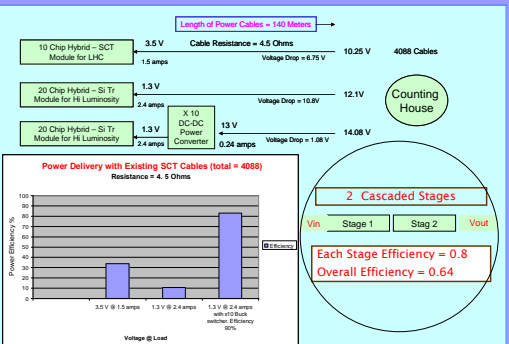 Length of Power Cables = 140 Meters
10 Chip Hybrid – SCT
Module for LHC
3.5 V
1.5 amps
Cable Resistance = 4.5 Ohms
Voltage Drop = 6.75 V
10.25 V
4088 Cables
20 Chip Hybrid – Si Tr
Module for Hi Luminosity
1.3 V
2.4 amps
Voltage Drop = 10.8V
12.1V
Counting
House
20 Chip Hybrid – Si Tr
Module for Hi Luminosity
1.3 V
2.4 amps
X 10
DC-DC
Power
Converter
13 V
0.24 amps
Voltage Drop = 1.08 V
14.08 V
Power Delivery with Existing SCT Cables (total = 4088)
Resistance = 4. 5 Ohms
Power Efficiency %
100
90
80
70
60
50
40
30
20
10
0
3.5 V @ 1.5 amps
1.3 V @ 2.4 amps
1.3 V @ 2.4 amps
with x10 Buck
switcher. Efficiency
90%
Voltage @ Load
Efficiency
2 Cascaded Stages
Vin
Stage 1
Stag 2
Vout
Each Stage Efficiency = 0.8
Overall Efficiency = 0.64